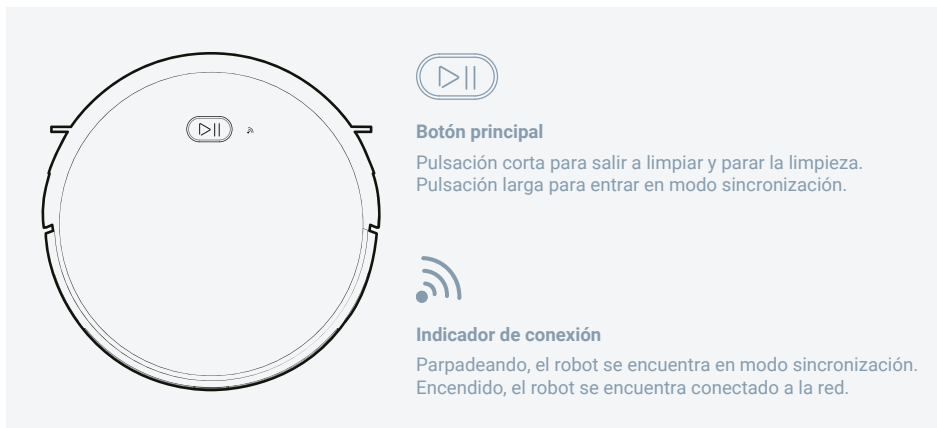 Botón principal
Pulsación corta para salir a limpiar y parar la limpieza.
Pulsación larga para entrar en modo sincronización.
Indicador de conexión
Parpadeando, el robot se encuentra en modo sincronización.
Encendido, el robot se encuentra conectado a la red.